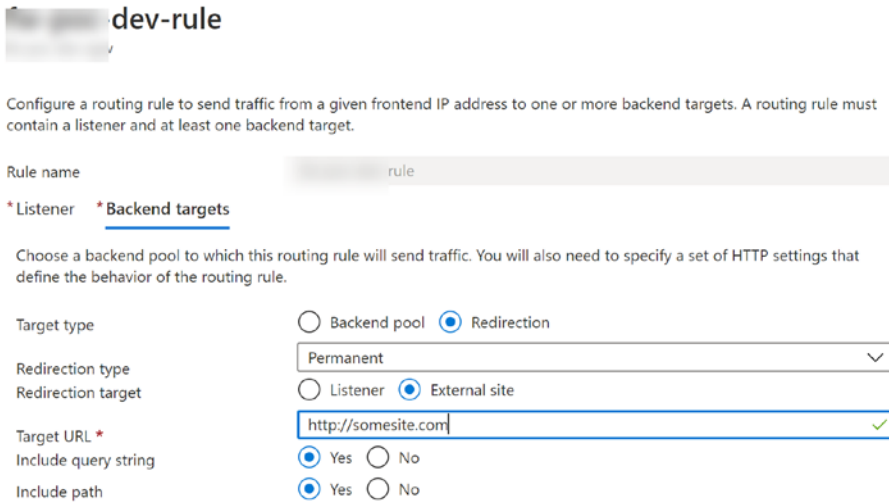 -dev-rule
Configure a routing rule to send traffic from a given frontend IP address to one or more backend targets. A routing rule must
contain a listener and at least one backend target.
Rule name rule
* Listener * Backend targets
Choose a backend pool to which this routing rule will send traffic. You will also need to specify a set of HTTP settings that
define the behavior of the routing rule.
Target type Backend pool Redirection
Redirection type Permanent
Redirection target Listener External site
Target URL * http://somesite.com
Include query string Yes No
Include path Yes No